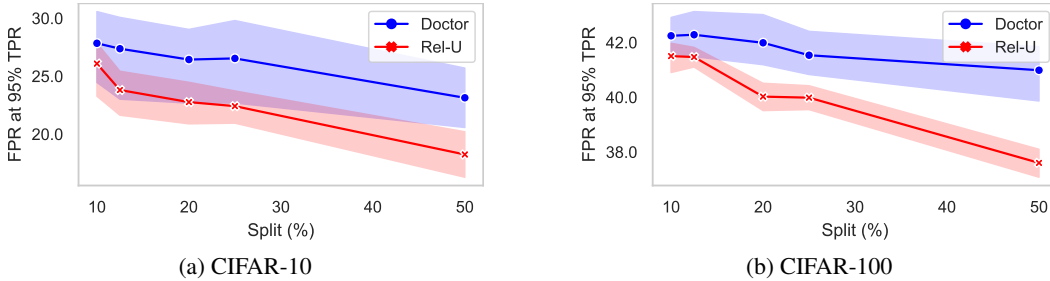 FPR at 95% TPR
30.0
25.0
20.0
Doctor
Rel-U
10
20
30
40
50
Split (%)
(a) CIFAR-10
FPR at 95% TPR
42.0
40.0
38.0
Doctor
Rel-U
10
20
30
40
50
Split (%)
(b) CIFAR-100